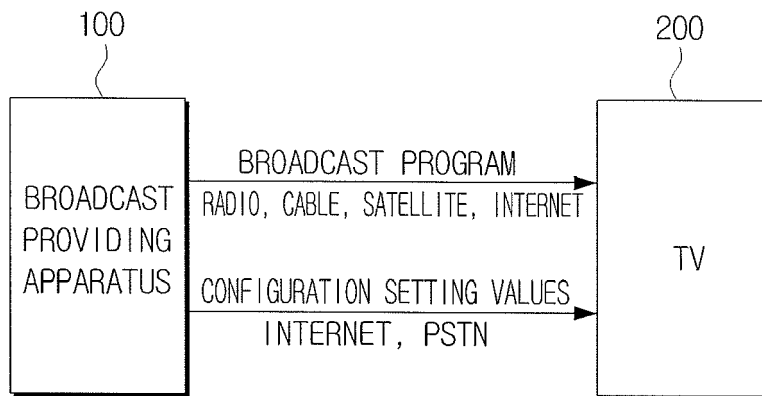 100
200
BROADCAST PROGRAM
RADIO, CABLE, SATELLITE, INTERNET
BROADCAST
PROVIDING
APPARATUS
CONFIGURATION SETTING VALUES
INTERNET, PSTN
TV